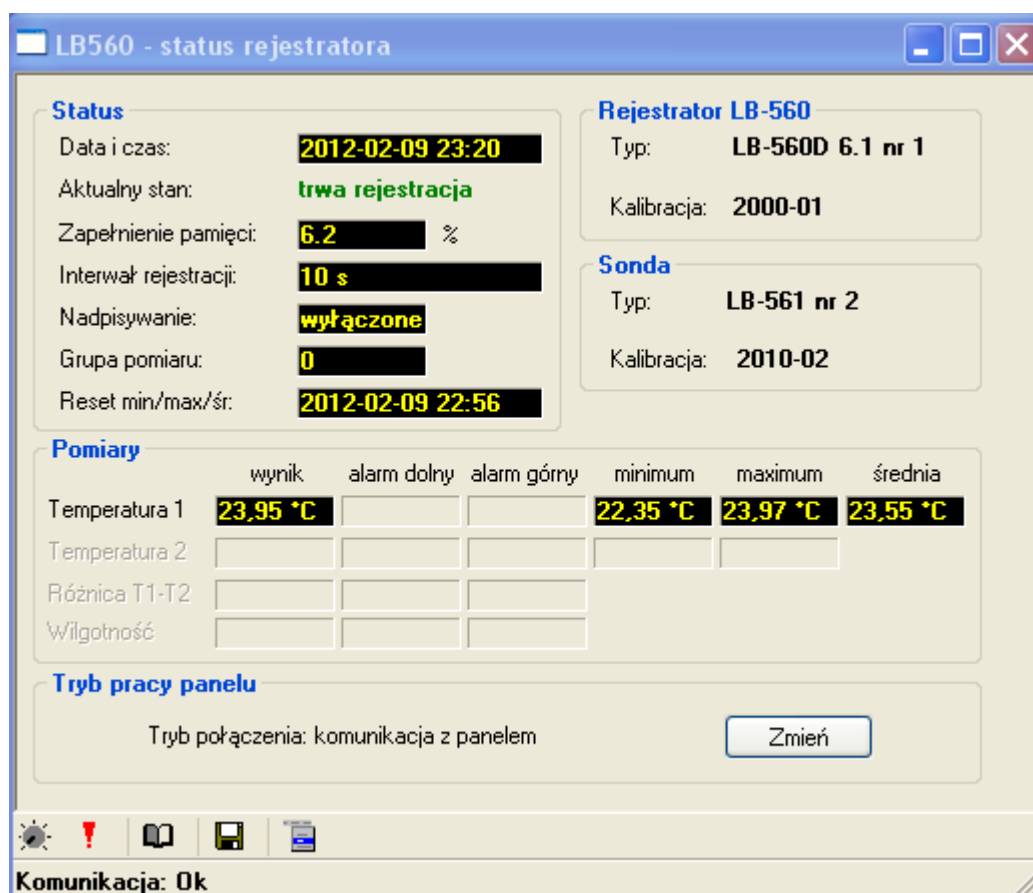 LB560 - status rejestratora
Status
Data i czas: 2012-02-09 23:20
Aktualny stan: trwa rejestracja
Zapełnienie pamięci: 6.2 %
Interwał rejestracji: 10 s
Nadpisywanie: wyłączone
Grupa pomiaru: 0
Reset min/max/śr: 2012-02-09 22:56
Rejestrator LB-560
Typ: LB-560D 6.1 nr 1
Kalibracja: 2000-01
Sonda
Typ: LB-561 nr 2
Kalibracja: 2010-02
Pomiary
wynik alarm dolny alarm górny minimum maximum średnia
Temperatura 1 23,95 °C 22,35 °C 23,97 °C 23,55 °C
Temperatura 2
Różnica T1-T2
Wilgotność
Tryb pracy panelu
Tryb połączenia: komunikacja z panelem Zmień
Komunikacja: Ok